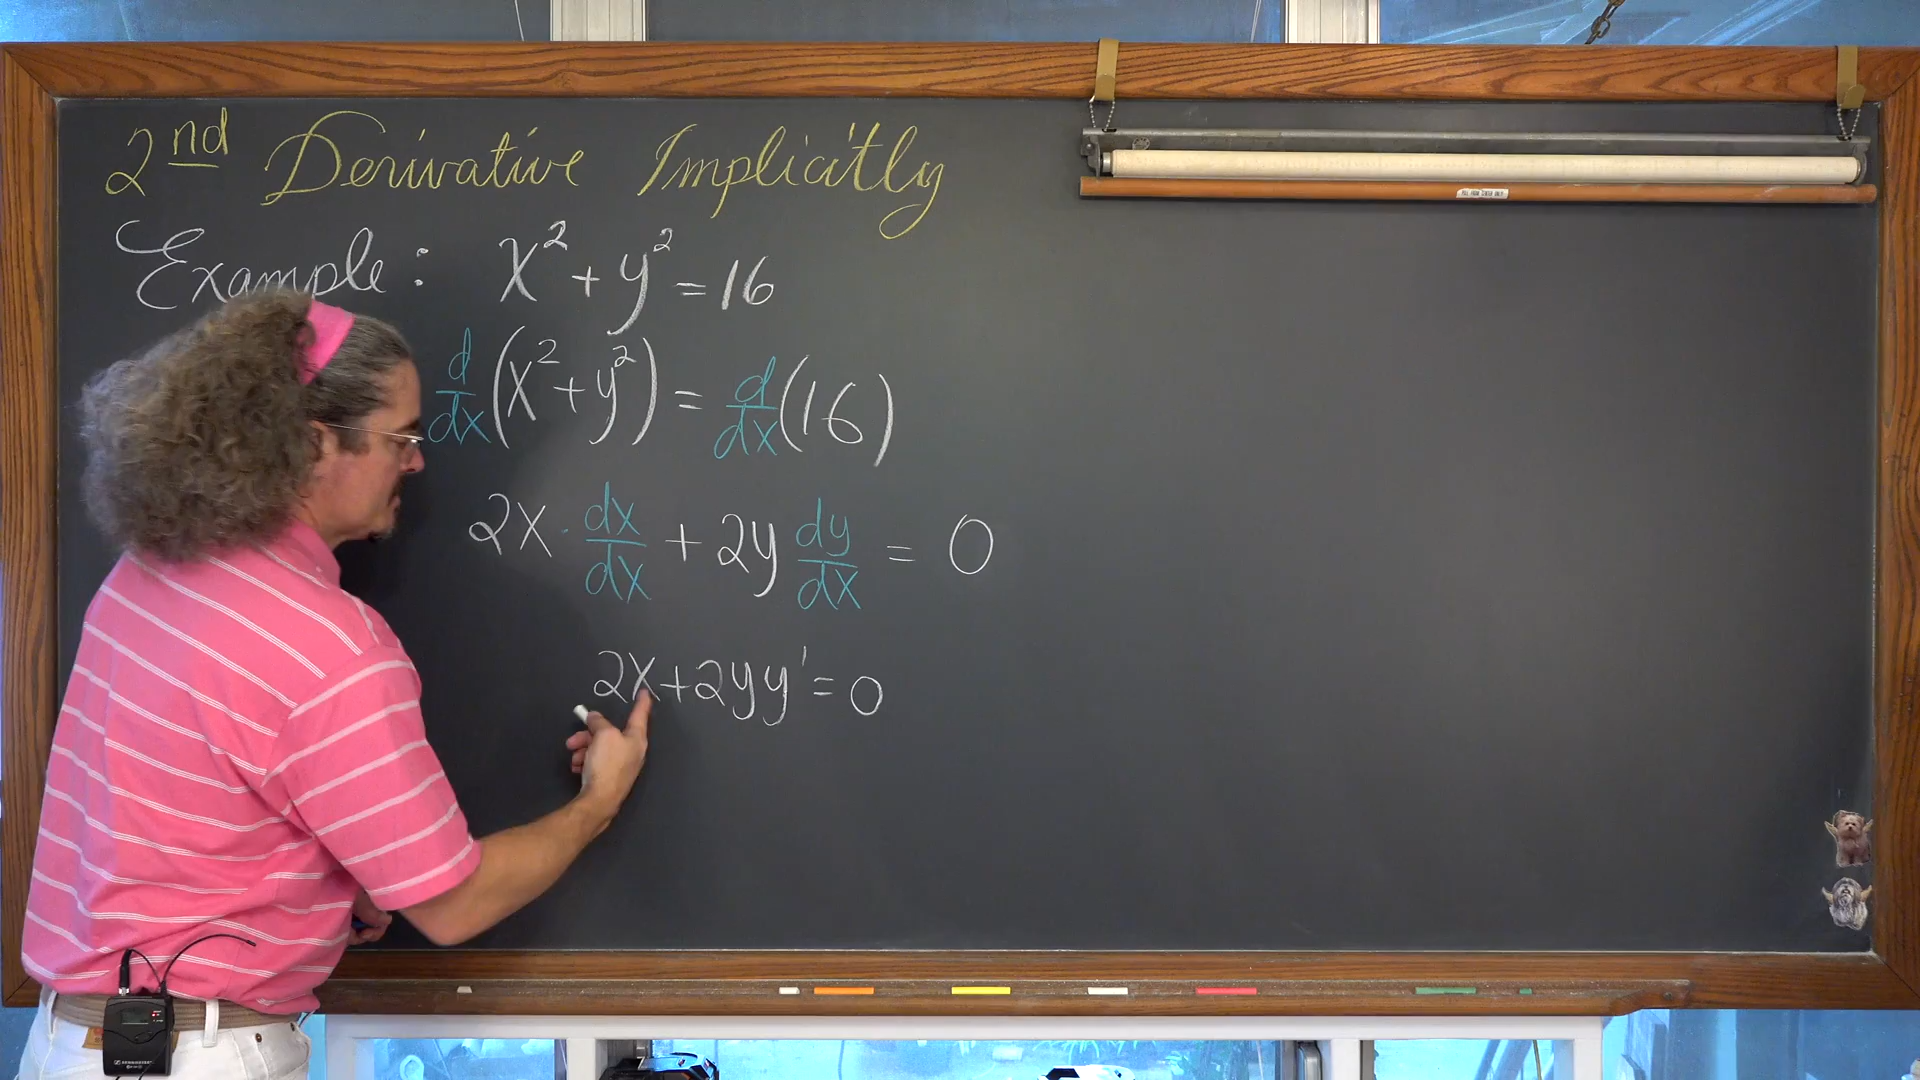 2nd Derivative Implicitly
Example: x² + y² = 16
d/dx (x² + y²) = d/dx (16)
2x · dx/dx + 2y dy/dx = 0
2x + 2yy' = 0